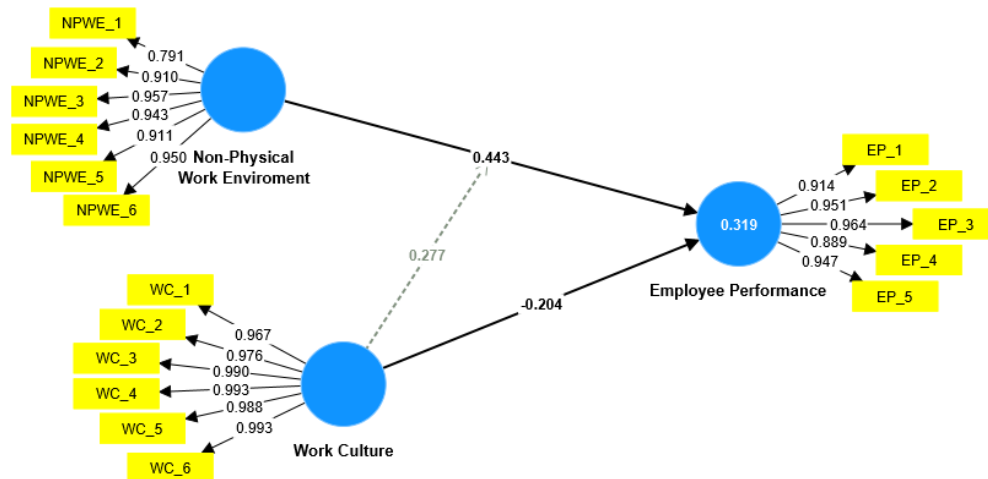 NPWE_1
NPWE_2
NPWE_3
NPWE_4
NPWE_5
NPWE_6
0.791
0.910
0.957
0.943
0.911
0.950
Non-Physical
Work Enviroment
0.443
0.277
-0.204
WC_1
WC_2
WC_3
WC_4
WC_5
WC_6
0.967
0.976
0.990
0.993
0.988
0.993
Work Culture
0.319
Employee Performance
0.914
0.951
0.964
0.889
0.947
EP_1
EP_2
EP_3
EP_4
EP_5